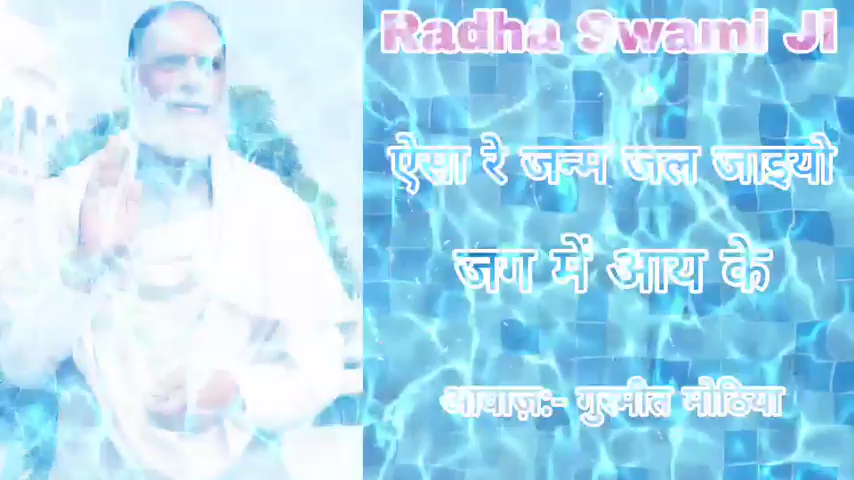 Radha Swami Ji
ऐसा रे जन्म जल जाइयो
जग में आय के
आवाज़:- गुरमीत मोठिया